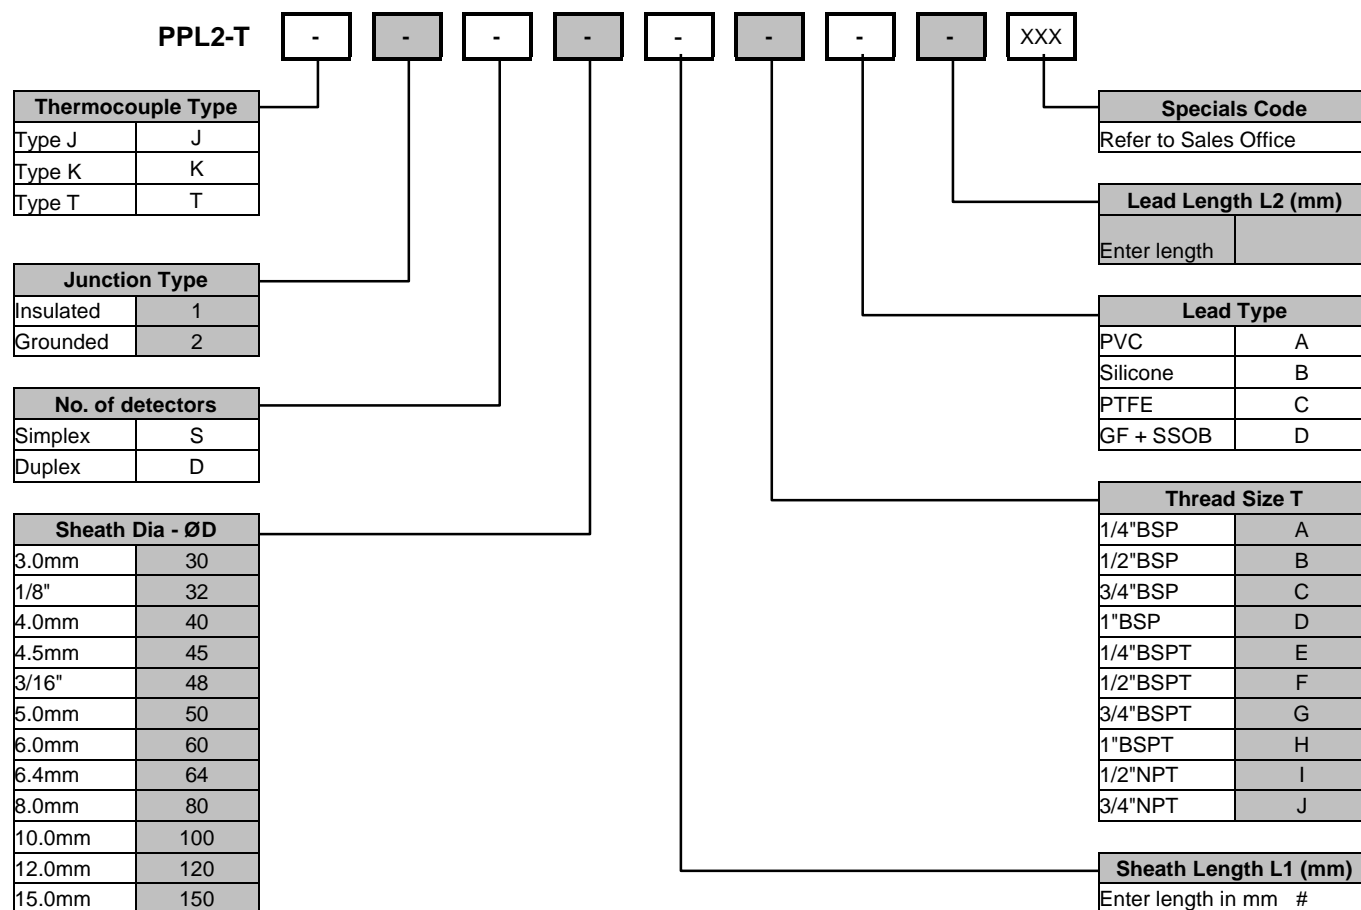 PPL2-T - - - - - - - - XXX
Thermocouple Type
Type J J
Type K K
Type T T
Junction Type
Insulated 1
Grounded 2
No. of detectors
Simplex S
Duplex D
Sheath Dia - ØD
3.0mm 30
1/8" 32
4.0mm 40
4.5mm 45
3/16" 48
5.0mm 50
6.0mm 60
6.4mm 64
8.0mm 80
10.0mm 100
12.0mm 120
15.0mm 150
Specials Code
Refer to Sales Office
Lead Length L2 (mm)
Enter length
Lead Type
PVC A
Silicone B
PTFE C
GF + SSOB D
Thread Size T
1/4"BSP A
1/2"BSP B
3/4"BSP C
1"BSP D
1/4"BSPT E
1/2"BSPT F
3/4"BSPT G
1"BSPT H
1/2"NPT I
3/4"NPT J
Sheath Length L1 (mm)
Enter length in mm #